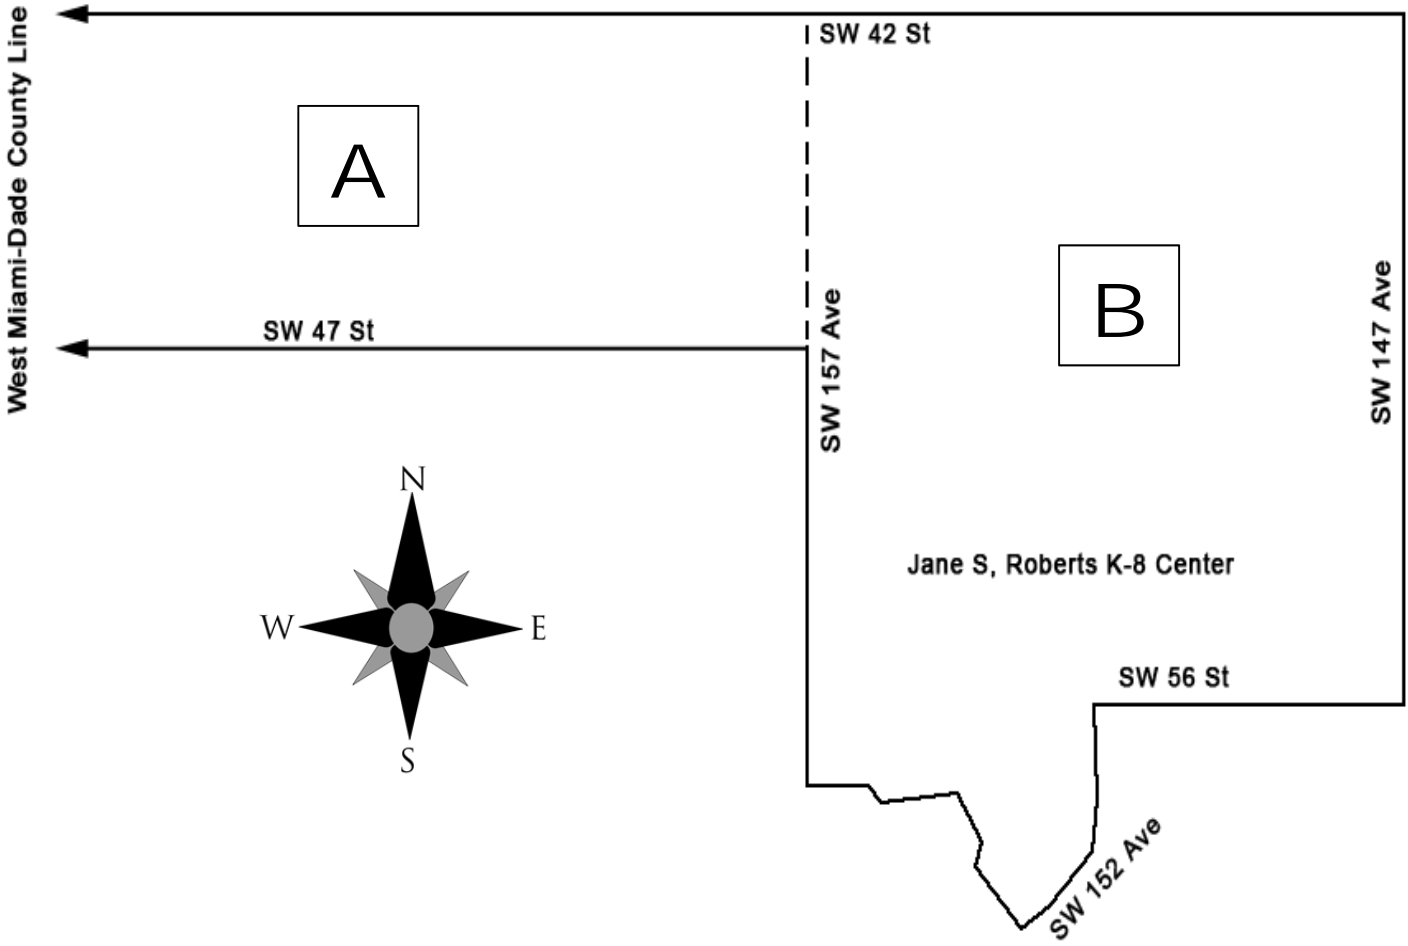 West Miami-Dade County Line
SW 42 St
A
B
SW 147 Ave
SW 47 St
SW 157 Ave
N
W
E
S
Jane S, Roberts K-8 Center
SW 56 St
SW 152 Ave